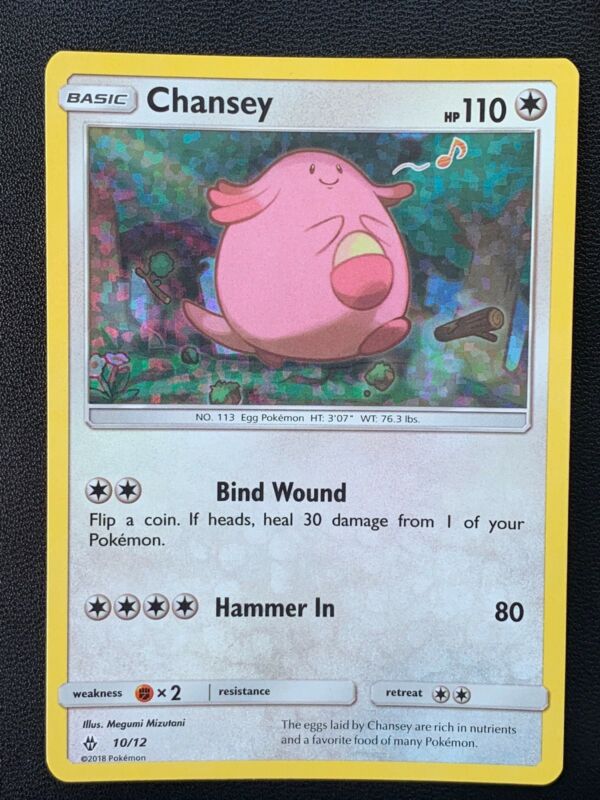 BASIC Chansey HP 110
NO. 113 Egg Pokémon HT: 3'07" WT: 76.3 lbs.
Bind Wound
Flip a coin. If heads, heal 30 damage from 1 of your
Pokémon.
Hammer In 80
weakness × 2 resistance retreat
Illus. Megumi Mizutani
10/12
©2018 Pokémon
The eggs laid by Chansey are rich in nutrients
and a favorite food of many Pokémon.